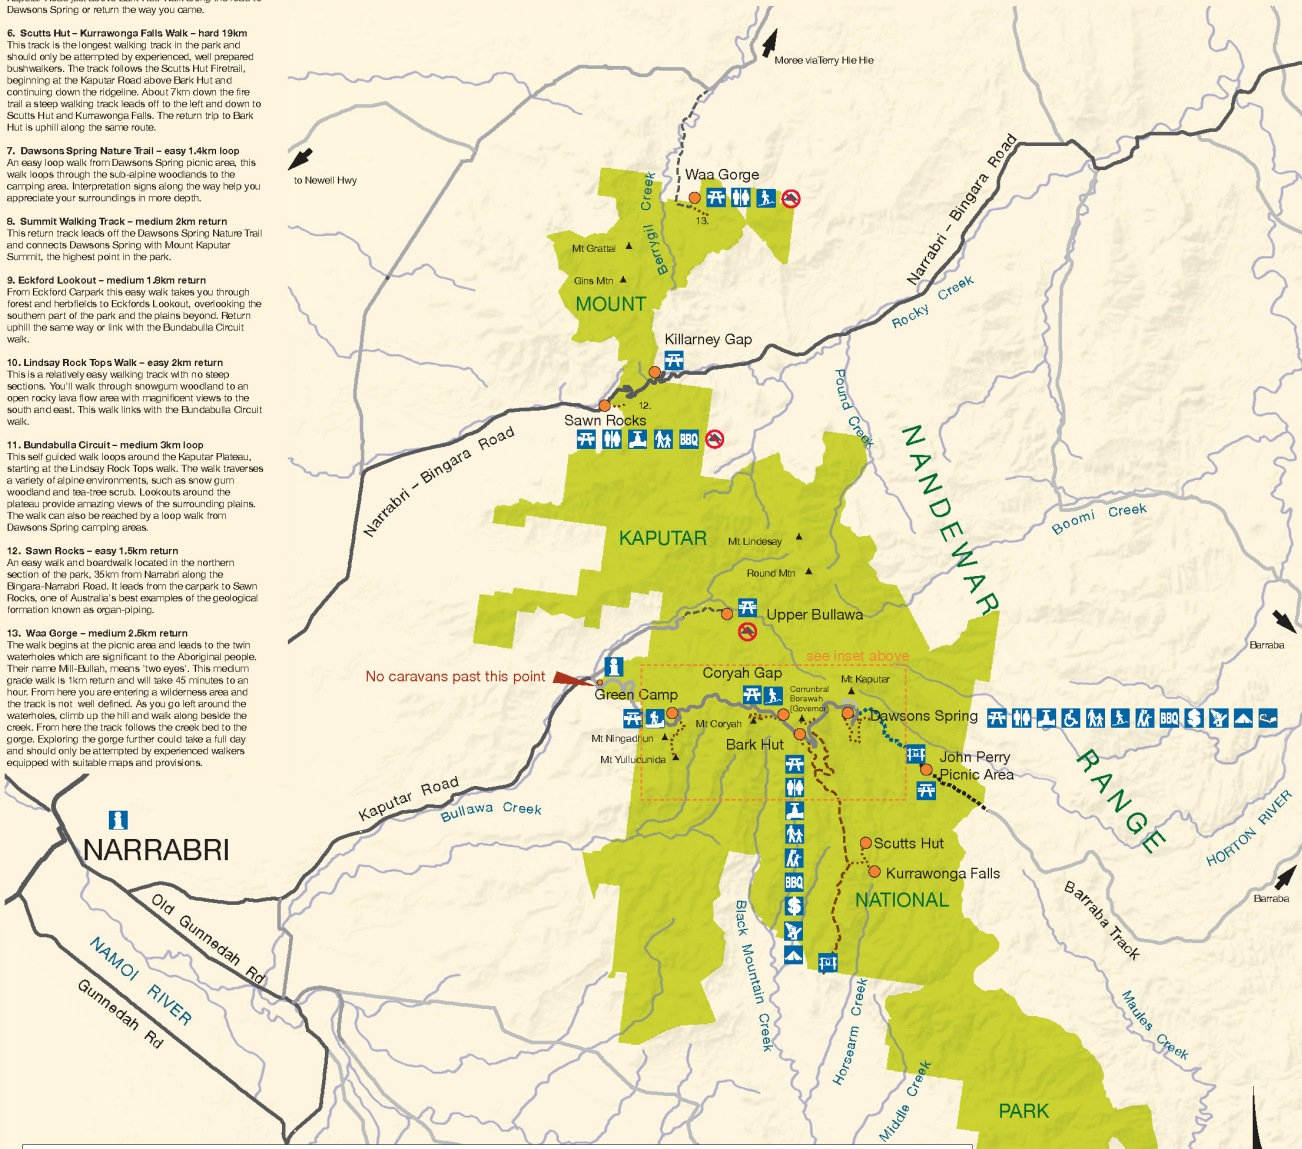 Dawsons Spring or return the way you came.
6. Scutts Hut – Kurrawonga Falls Walk – hard 19km
This track is the longest walking track in the park and
should only be attempted by experienced, well prepared
bushwalkers. The track follows the Scutts Hut Firetrail,
beginning at the Kaputar Road above Bark Hut and
continuing down the ridgeline. About 7km down the fire
trail a steep walking track leads off to the left and down to
Scutts Hut and Kurrawonga Falls. The return trip to Bark
Hut is uphill along the same route.
7. Dawsons Spring Nature Trail – easy 1.4km loop
An easy loop walk from Dawsons Spring picnic area, this
walk loops through the sub-alpine woodlands to the
camping area. Interpretation signs along the way help you
appreciate your surroundings in more depth.
8. Summit Walking Track – medium 2km return
This return track leads off the Dawsons Spring Nature Trail
and connects Dawsons Spring with Mount Kaputar
Summit, the highest point in the park.
9. Eckford Lookout – medium 1.8km return
From Eckford Carpark this easy walk takes you through
forest and herbfields to Eckfords Lookout, overlooking the
southern part of the park and the plains beyond. Return
uphill the same way or link with the Bundabulla Circuit
walk.
10. Lindsay Rock Tops Walk – easy 2km return
This is a relatively easy walking track with no steep
sections. You'll walk through snowgum woodland to an
open rocky lava flow area with magnificent views to the
south and east. This walk links with the Bundabulla Circuit
walk.
11. Bundabulla Circuit – medium 3km loop
This self guided walk loops around the Kaputar Plateau,
starting at the Lindsay Rock Tops walk. The walk traverses
a variety of alpine environments, such as snow gum
woodland and tea-tree scrub. Lookouts around the
plateau provide amazing views of the surrounding plains.
The walk can also be reached by a loop walk from
Dawsons Spring camping areas.
12. Sawn Rocks – easy 1.5km return
An easy walk and boardwalk located in the northern
section of the park, 35km from Narrabri along the
Bingara-Narrabri Road. It leads from the carpark to Sawn
Rocks, one of Australia's best examples of the geological
formation known as organ-piping.
13. Waa Gorge – medium 2.5km return
The walk begins at the picnic area and leads to the twin
waterholes which are significant to the Aboriginal people.
Their name Mill-Bullah, means 'two eyes'. This medium
grade walk is 1km return and will take 45 minutes to an
hour. From here you are entering a wilderness area and
the track is not well defined. As you go left around the
waterholes, climb up the hill and walk along beside the
creek. From here the track follows the creek bed to the
gorge. Exploring the gorge further could take a full day
and should only be attempted by experienced walkers
equipped with suitable maps and provisions.
Moree via Terry Hie Hie
to Newell Hwy
Waa Gorge
13.
Berrygil Creek
Mt Grattai
Gins Mtn
MOUNT
Narrabri – Bingara Road
Rocky Creek
Killarney Gap
12.
Sawn Rocks
BBQ
Pound Creek
Narrabri – Bingara Road
NANDEWAR
Boomi Creek
KAPUTAR
Mt Lindesay
Round Mtn
Upper Bullawa
Barraba
see inset above
No caravans past this point
Green Camp
Coryah Gap
Mt Kaputar
Corrunbral
Borawah
(Governor)
Mt Coryah
Dawsons Spring
BBQ
$
Mt Ningadhun
Bark Hut
Mt Yulludunida
John Perry
Picnic Area
RANGE
Kaputar Road
Bullawa Creek
HORTON RIVER
NARRABRI
Scutts Hut
Kurrawonga Falls
BBQ
$
NATIONAL
Barraba
Barraba Track
Old Gunnedah Rd
NAMOI RIVER
Gunnedah Rd
Black Mountain Creek
Horsearm Creek
Maules Creek
Middle Creek
PARK